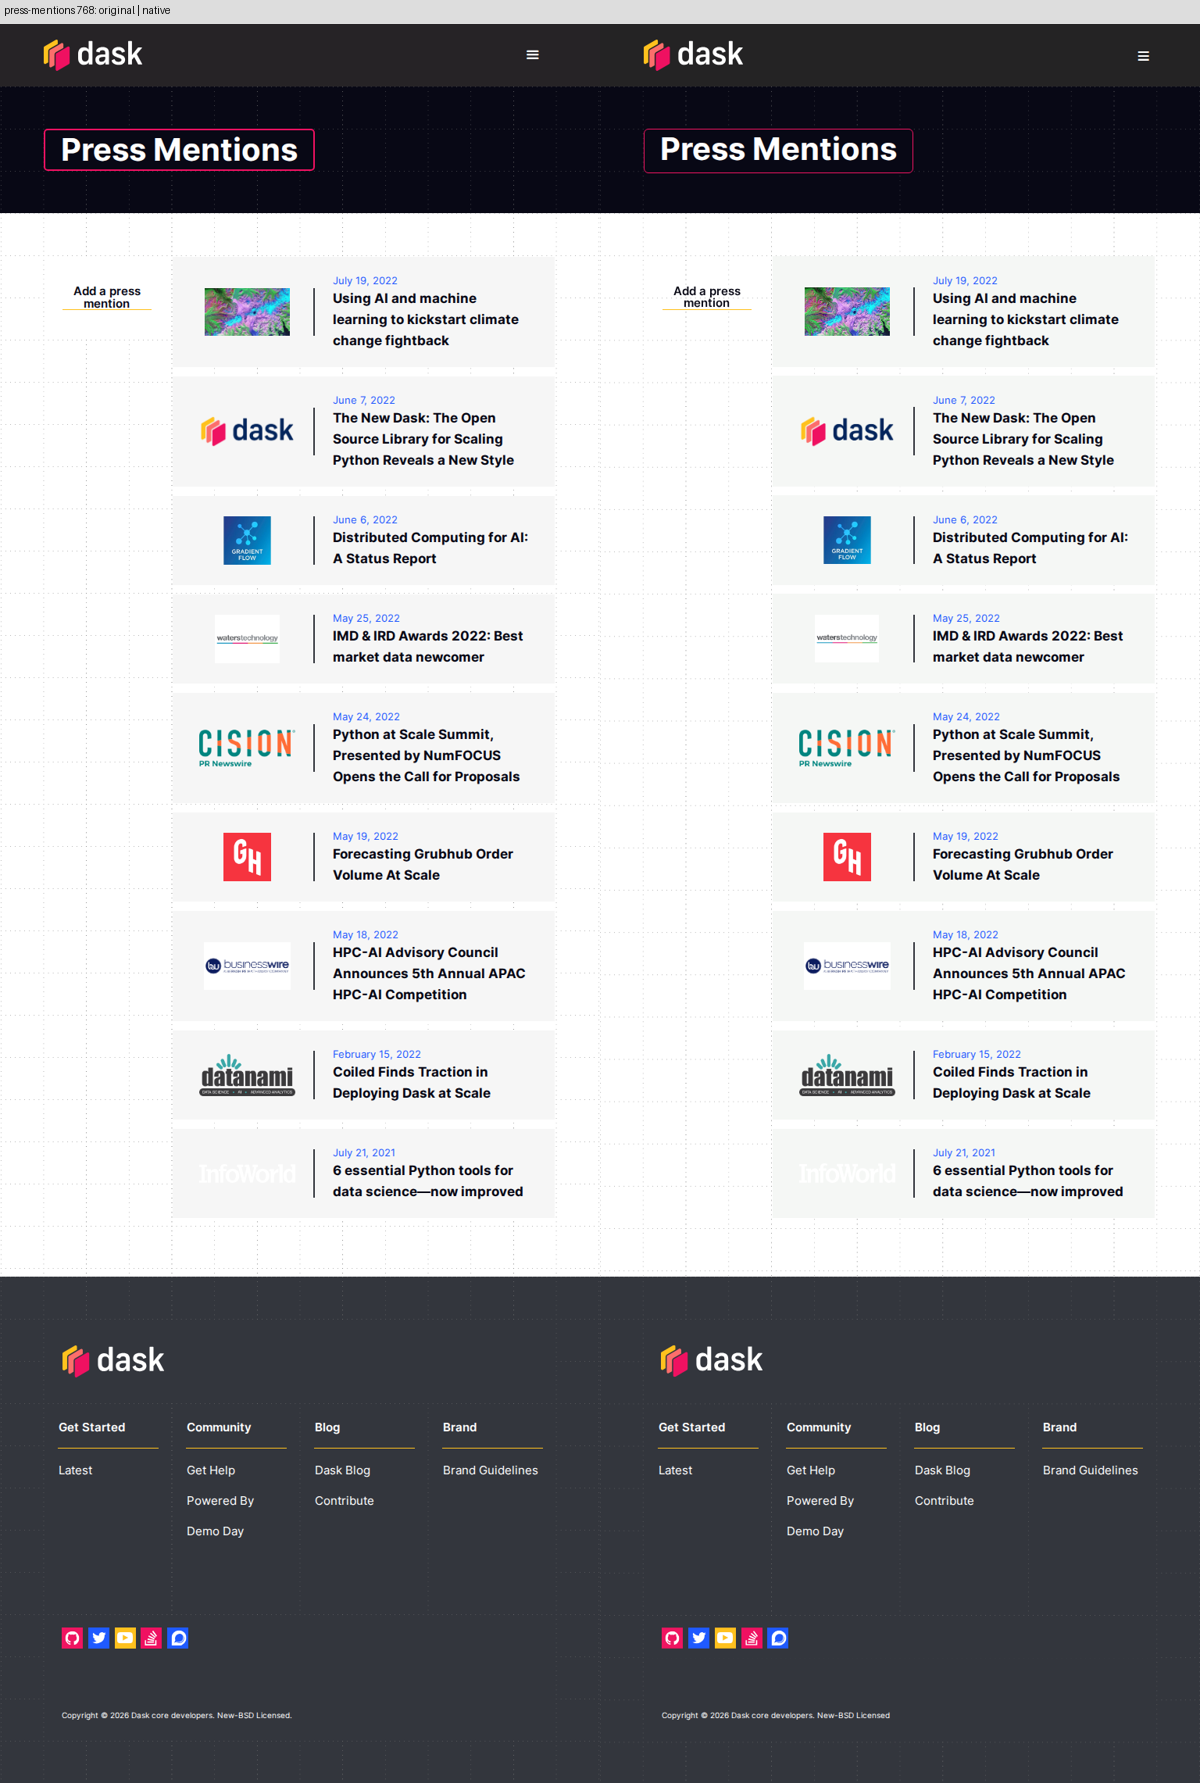 press-mentions 768: original | native
dask
Press Mentions
Add a press
mention
July 19, 2022
Using AI and machine
learning to kickstart climate
change fightback
dask
June 7, 2022
The New Dask: The Open
Source Library for Scaling
Python Reveals a New Style
GRADIENT
FLOW
June 6, 2022
Distributed Computing for AI:
A Status Report
waterstechnology
May 25, 2022
IMD & IRD Awards 2022: Best
market data newcomer
CISION
PR Newswire
May 24, 2022
Python at Scale Summit,
Presented by NumFOCUS
Opens the Call for Proposals
GH
May 19, 2022
Forecasting Grubhub Order
Volume At Scale
businesswire
May 18, 2022
HPC-AI Advisory Council
Announces 5th Annual APAC
HPC-AI Competition
datanami
DATA SCIENCE • AI • ADVANCED ANALYTICS
February 15, 2022
Coiled Finds Traction in
Deploying Dask at Scale
InfoWorld
July 21, 2021
6 essential Python tools for
data science—now improved
dask
Get Started
Latest
Community
Get Help
Powered By
Demo Day
Blog
Dask Blog
Contribute
Brand
Brand Guidelines
Copyright © 2026 Dask core developers. New-BSD Licensed.
dask
Press Mentions
Add a press
mention
July 19, 2022
Using AI and machine
learning to kickstart climate
change fightback
dask
June 7, 2022
The New Dask: The Open
Source Library for Scaling
Python Reveals a New Style
GRADIENT
FLOW
June 6, 2022
Distributed Computing for AI:
A Status Report
waterstechnology
May 25, 2022
IMD & IRD Awards 2022: Best
market data newcomer
CISION
PR Newswire
May 24, 2022
Python at Scale Summit,
Presented by NumFOCUS
Opens the Call for Proposals
GH
May 19, 2022
Forecasting Grubhub Order
Volume At Scale
businesswire
May 18, 2022
HPC-AI Advisory Council
Announces 5th Annual APAC
HPC-AI Competition
datanami
DATA SCIENCE • AI • ADVANCED ANALYTICS
February 15, 2022
Coiled Finds Traction in
Deploying Dask at Scale
InfoWorld
July 21, 2021
6 essential Python tools for
data science—now improved
dask
Get Started
Latest
Community
Get Help
Powered By
Demo Day
Blog
Dask Blog
Contribute
Brand
Brand Guidelines
Copyright © 2026 Dask core developers. New-BSD Licensed